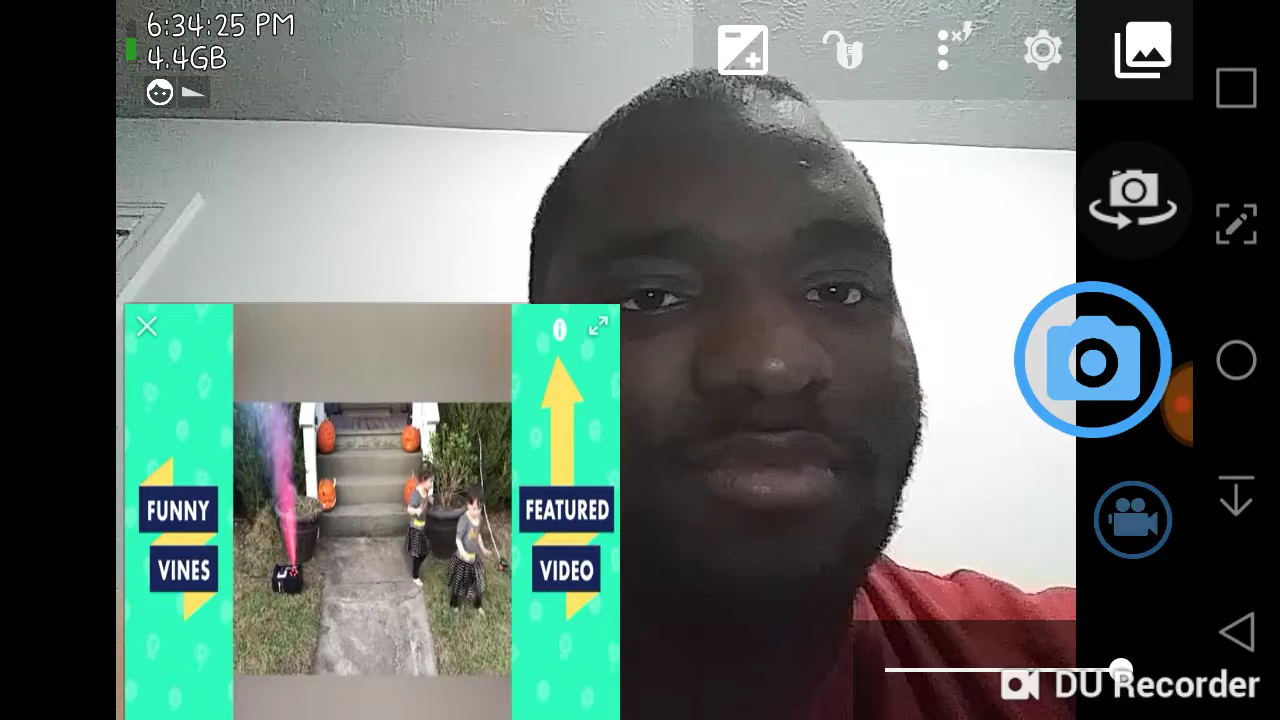 6:34:25 PM
4.4GB
E
FUNNY
VINES
FEATURED
VIDEO
DU Recorder